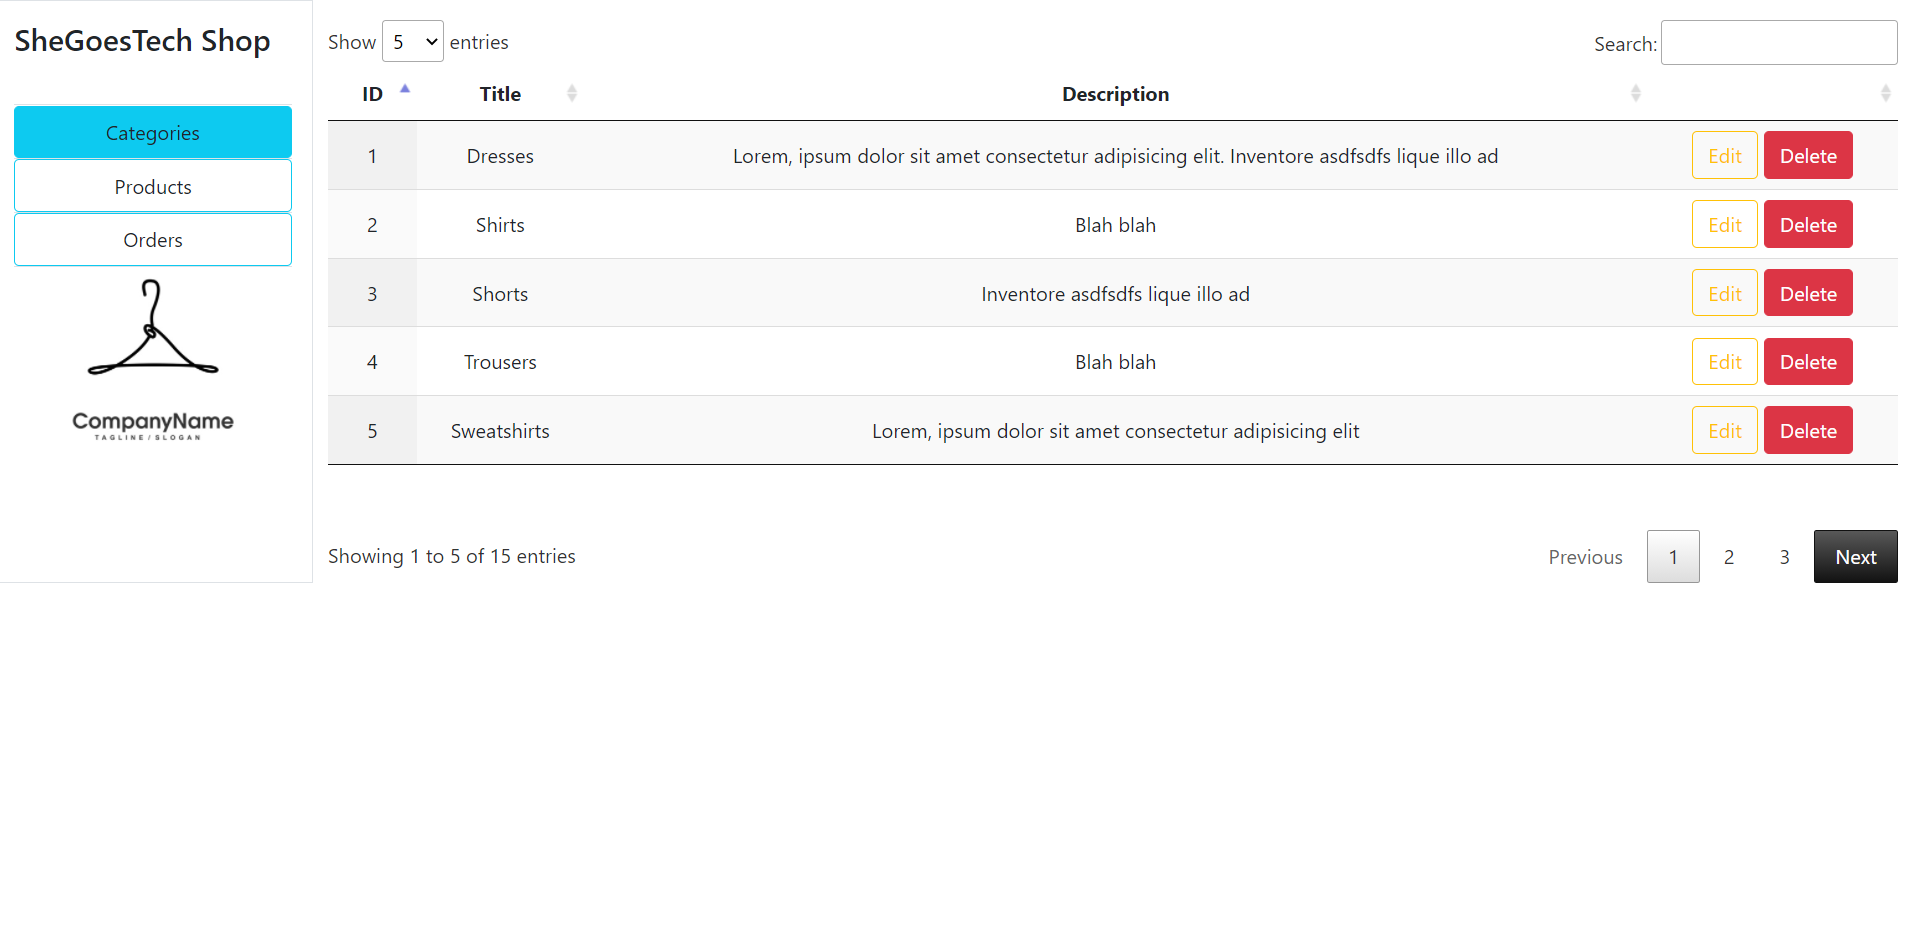 SheGoesTech Shop
Categories
Products
Orders
CompanyName
TAGLINE/SLOGAN
Show 5 entries
Search:
ID Title Description
1 Dresses Lorem, ipsum dolor sit amet consectetur adipisicing elit. Inventore asdfsdfs lique illo ad Edit Delete
2 Shirts Blah blah Edit Delete
3 Shorts Inventore asdfsdfs lique illo ad Edit Delete
4 Trousers Blah blah Edit Delete
5 Sweatshirts Lorem, ipsum dolor sit amet consectetur adipisicing elit Edit Delete
Showing 1 to 5 of 15 entries
Previous 1 2 3 Next